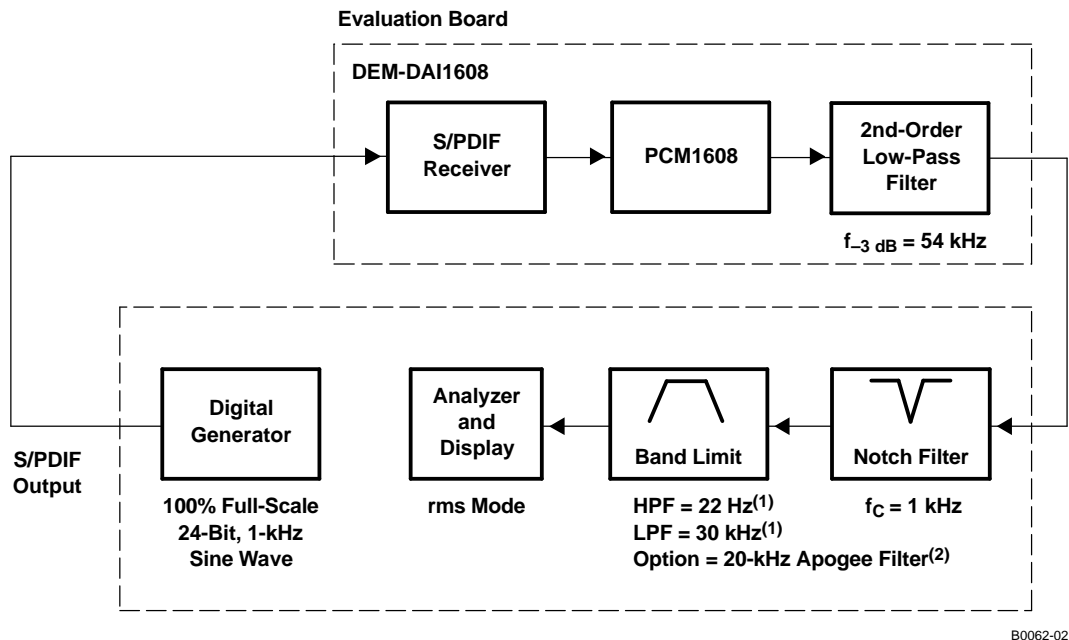 Evaluation Board
DEM-DAI1608
S/PDIF
Receiver
PCM1608
2nd-Order
Low-Pass
Filter
f–3 dB = 54 kHz
S/PDIF
Output
Digital
Generator
100% Full-Scale
24-Bit, 1-kHz
Sine Wave
Analyzer
and
Display
rms Mode
Band Limit
HPF = 22 Hz(1)
LPF = 30 kHz(1)
Option = 20-kHz Apogee Filter(2)
Notch Filter
fC = 1 kHz
B0062-02